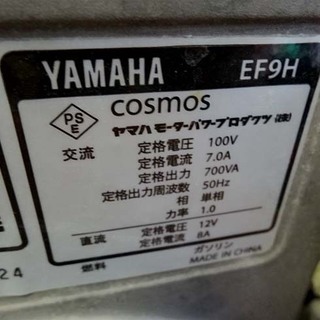 YAMAHA EF9H
PS
E
cosmos
ヤマハ モーターパワープロダクツ(株)
交流 定格電圧 100V
定格電流 7.0A
定格出力 700VA
定格出力周波数 50Hz
相 単相
力率 1.0
直流 定格電圧 12V
定格電流 8A
燃料 ガソリン
MADE IN CHINA
24